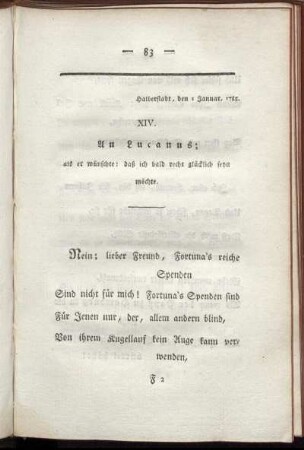 — 83 —
Halberstadt, den 1 Januar. 1768.
XIV.
An Lucanus;
als er wünschte: daß ich bald recht glücklich seyn
möchte.
Nein; lieber Freund, Fortuna's reiche
Spenden
Sind nicht für mich! Fortuna's Spenden sind
Für Jenen nur, der, allem andern blind,
Von ihrem Kugellauf kein Auge kann ver⸗
wenden,
F 2